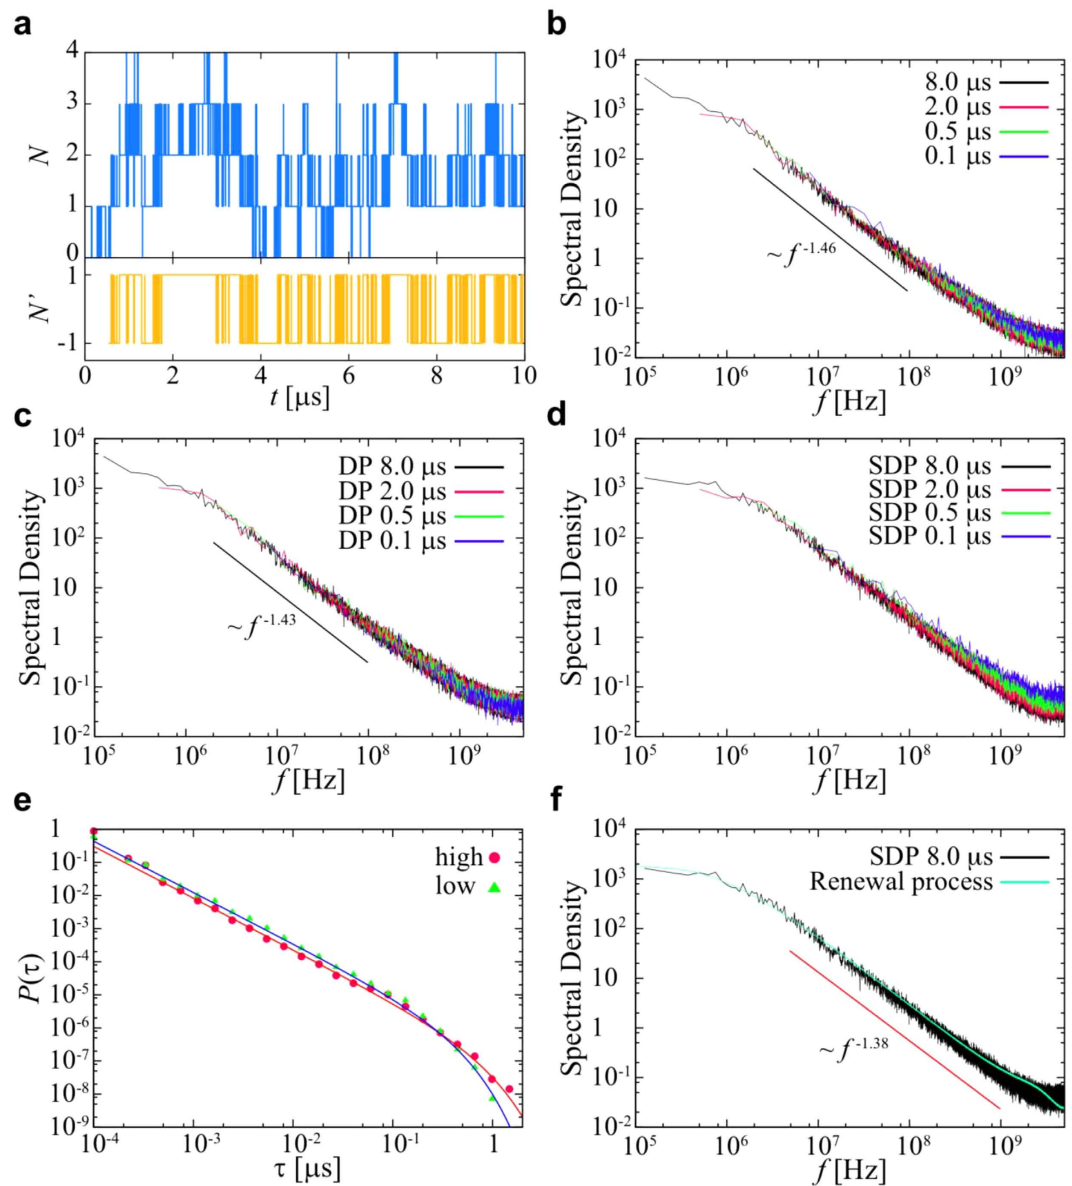 a
4
3
2
1
0
N
1
-1
N’
0 2 4 6 8 10
t [μs]
b
10^4
10^3
10^2
10
1
10^-1
10^-2
Spectral Density
8.0 μs
2.0 μs
0.5 μs
0.1 μs
~ f^-1.46
10^5 10^6 10^7 10^8 10^9
f [Hz]
c
10^4
10^3
10^2
10
1
10^-1
10^-2
Spectral Density
DP 8.0 μs
DP 2.0 μs
DP 0.5 μs
DP 0.1 μs
~ f^-1.43
10^5 10^6 10^7 10^8 10^9
f [Hz]
d
10^4
10^3
10^2
10
1
10^-1
10^-2
Spectral Density
SDP 8.0 μs
SDP 2.0 μs
SDP 0.5 μs
SDP 0.1 μs
10^5 10^6 10^7 10^8 10^9
f [Hz]
e
1
10^-1
10^-2
10^-3
10^-4
10^-5
10^-6
10^-7
10^-8
10^-9
P(τ)
high
low
10^-4 10^-3 10^-2 10^-1 1
τ [μs]
f
10^4
10^3
10^2
10
1
10^-1
10^-2
Spectral Density
SDP 8.0 μs
Renewal process
~ f^-1.38
10^5 10^6 10^7 10^8 10^9
f [Hz]